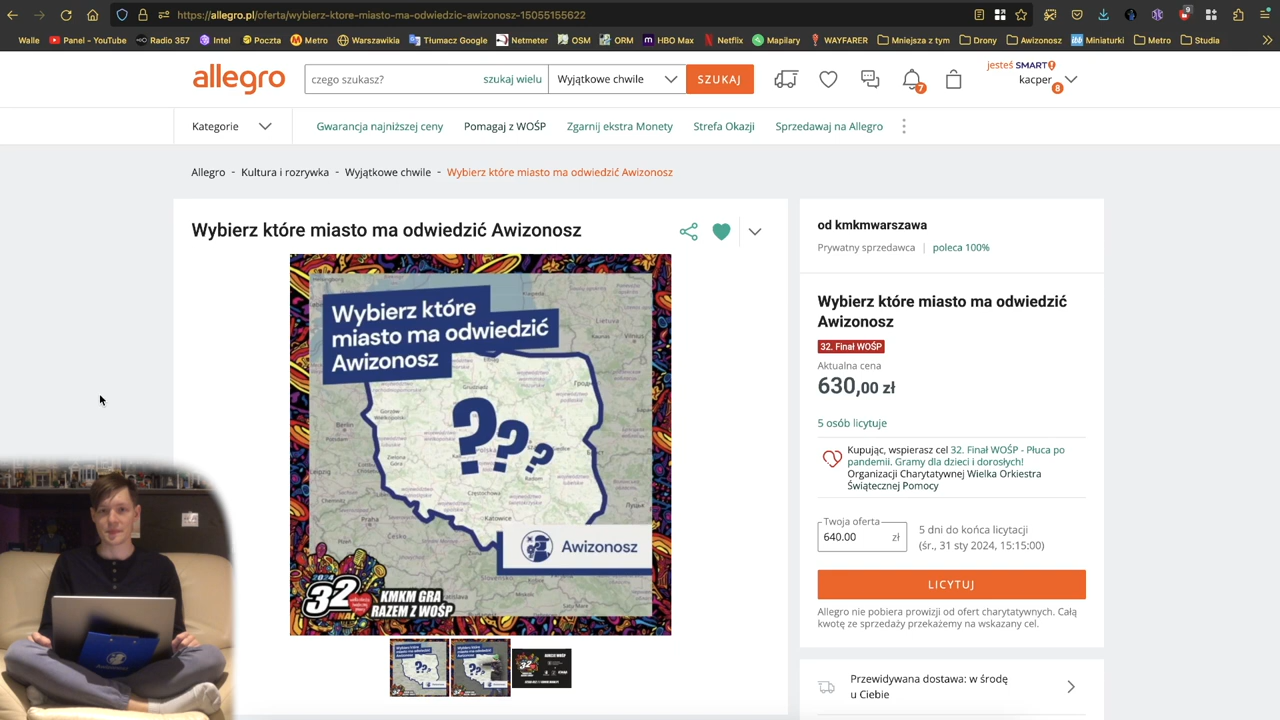 https://allegro.pl/oferta/wybierz-ktore-miasto-ma-odwiedzic-awizonosz-15055155622
9
Walle
Panel - YouTube
Radio 357
Intel
Poczta
Metro
Warszawikia
Tłumacz Google
Netmeter
OSM
ORM
HBO Max
Netflix
Mapilary
WAYFARER
Mniejsza z tym
Drony
Awizonosz
Miniaturki
Metro
Studia
allegro
czego szukasz?
szukaj wielu
Wyjątkowe chwile
SZUKAJ
7
jesteś SMART!
kacper
8
Kategorie
Gwarancja najniższej ceny
Pomagaj z WOŚP
Zgarnij ekstra Monety
Strefa Okazji
Sprzedawaj na Allegro
Allegro - Kultura i rozrywka - Wyjątkowe chwile - Wybierz które miasto ma odwiedzić Awizonosz
Wybierz które miasto ma odwiedzić Awizonosz
Wybierz które
miasto ma odwiedzić
Awizonosz
???
Awizonosz
2024
32
FINAŁ
KMKM GRA
RAZEM Z WOŚP
od kmkmwarszawa
Prywatny sprzedawca | poleca 100%
Wybierz które miasto ma odwiedzić
Awizonosz
32. Finał WOŚP
Aktualna cena
630,00 zł
5 osób licytuje
Kupując, wspierasz cel 32. Finał WOŚP - Płuca po
pandemii. Gramy dla dzieci i dorosłych!
Organizacji Charytatywnej Wielka Orkiestra
Świątecznej Pomocy
Twoja oferta
640.00 zł
5 dni do końca licytacji
(śr., 31 sty 2024, 15:15:00)
LICYTUJ
Allegro nie pobiera prowizji od ofert charytatywnych. Całą
kwotę ze sprzedaży przekażemy na wskazany cel.
Przewidywana dostawa: w środę
u Ciebie